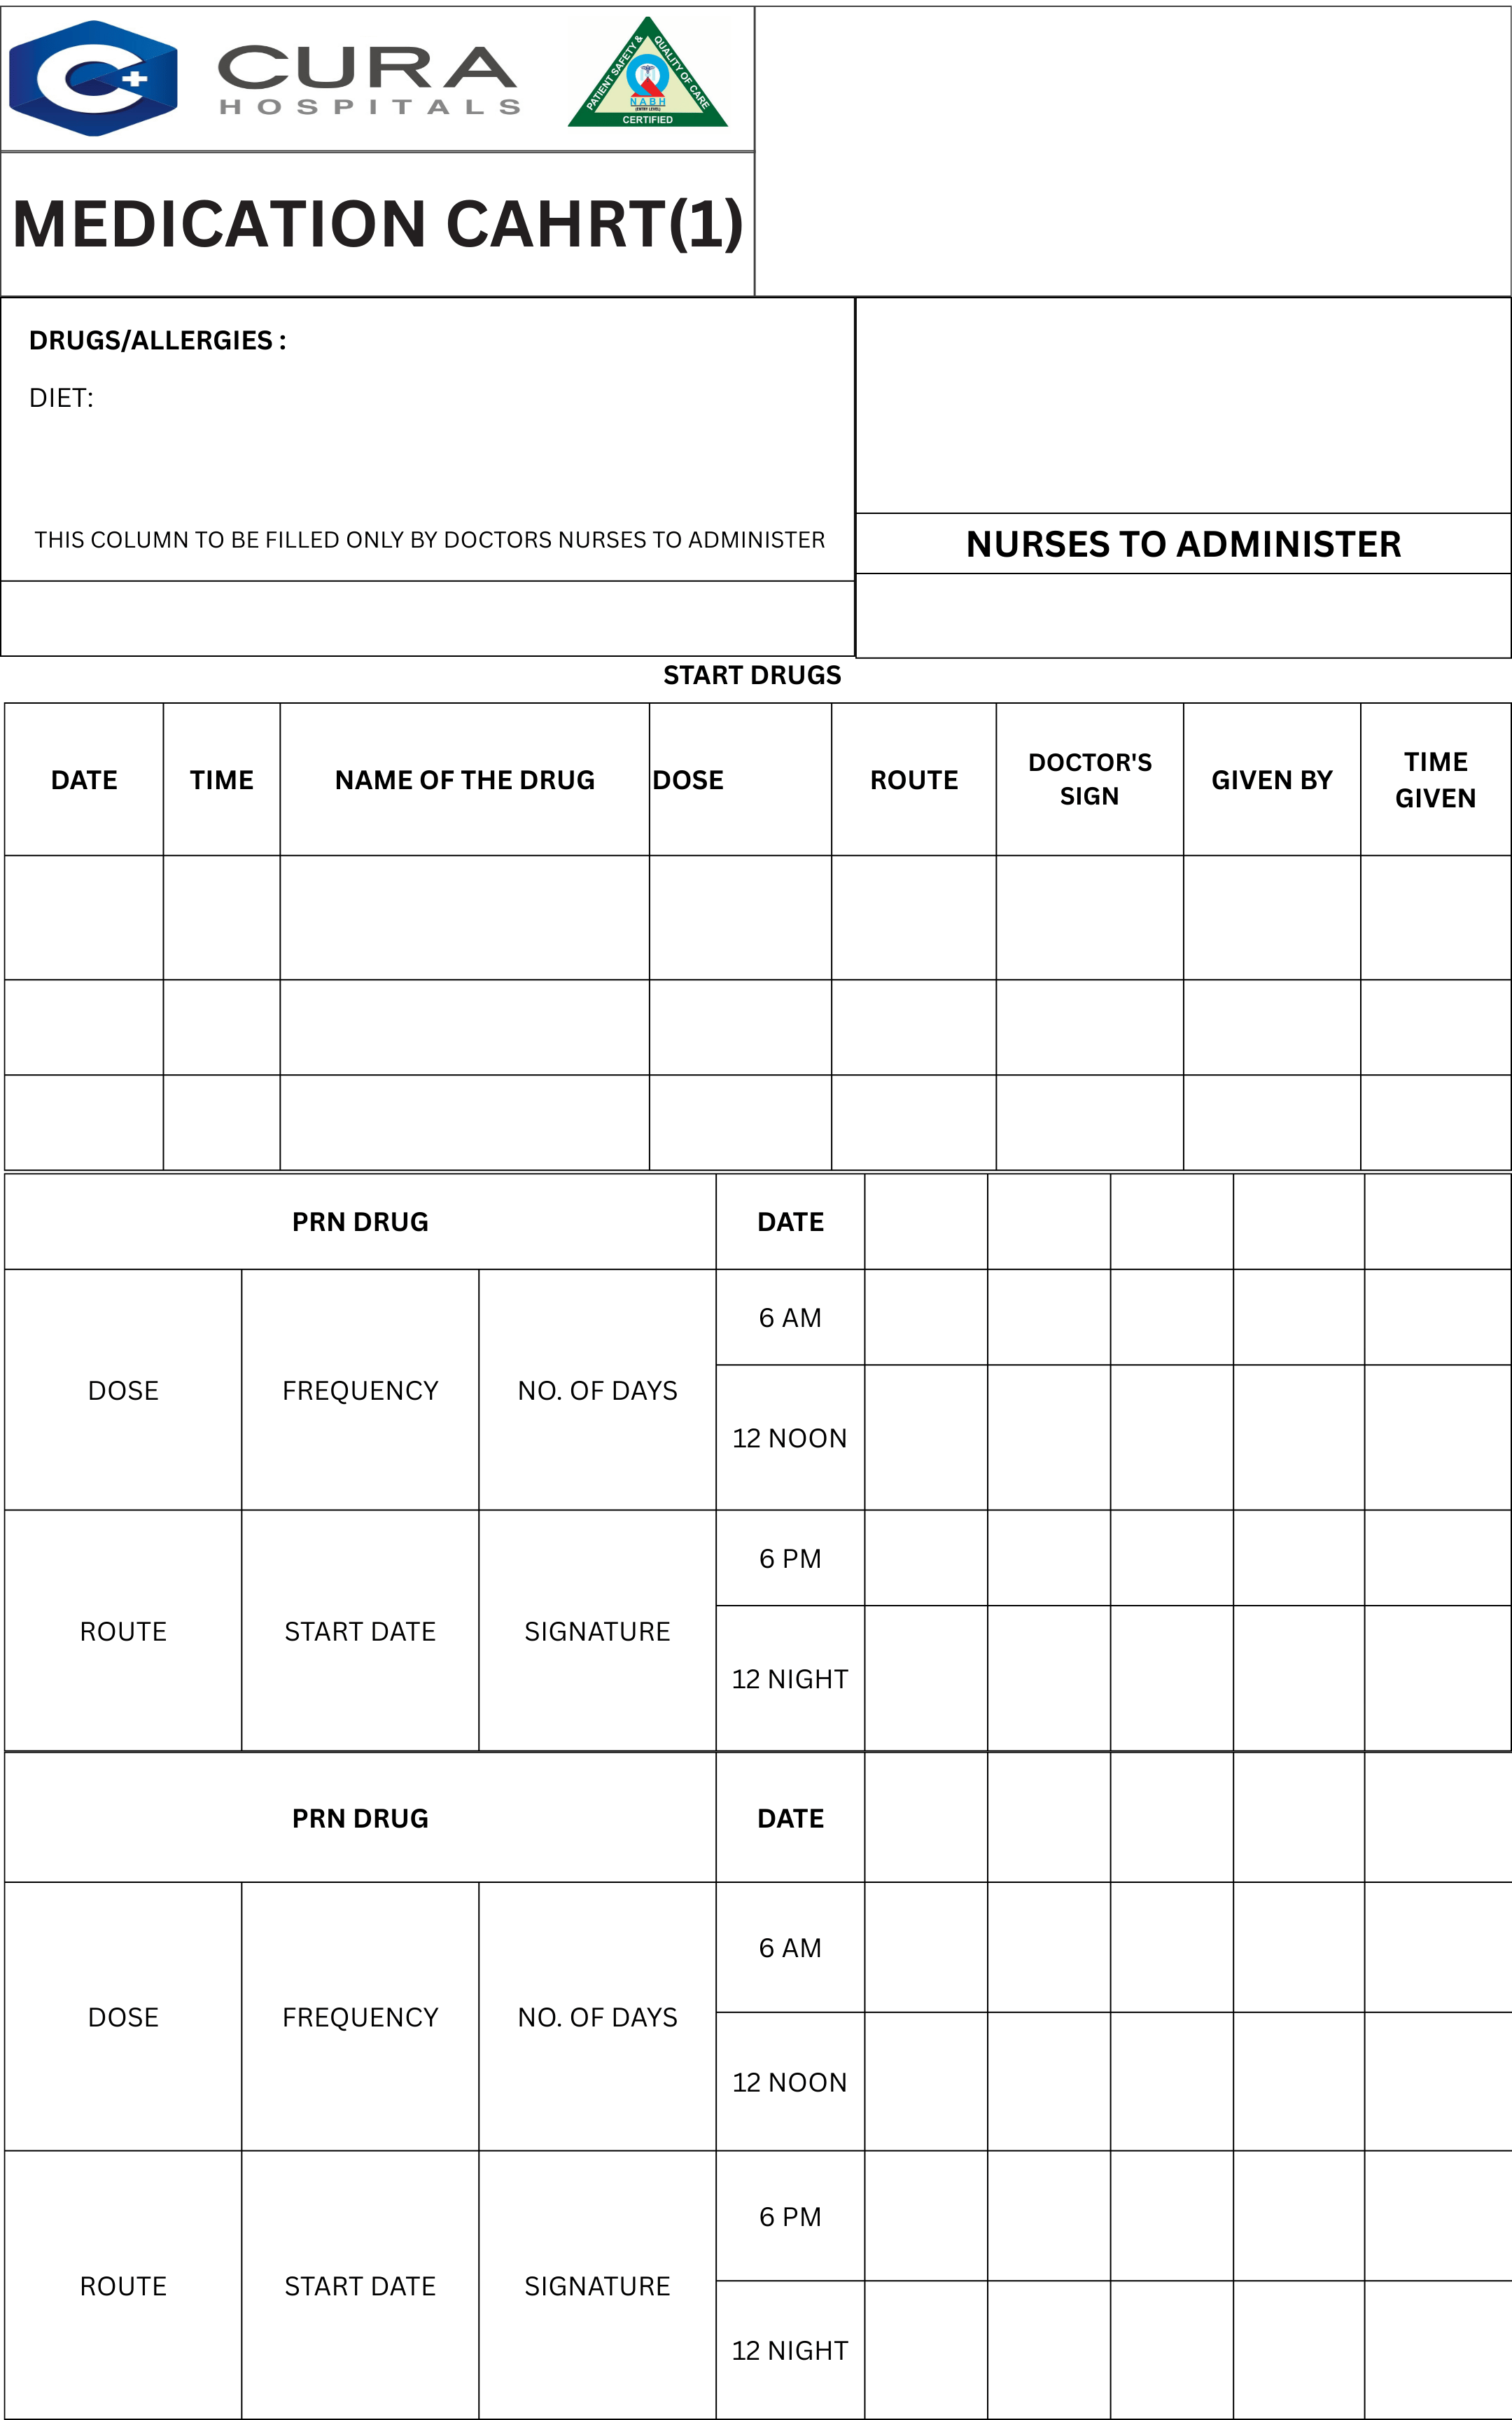 CURA
HOSPITALS
PATIENT SAFETY & QUALITY OF CARE
NABH
(ENTRY LEVEL)
CERTIFIED
MEDICATION CAHRT(1)
DRUGS/ALLERGIES :
DIET:
THIS COLUMN TO BE FILLED ONLY BY DOCTORS NURSES TO ADMINISTER
NURSES TO ADMINISTER
START DRUGS
DATE TIME NAME OF THE DRUG DOSE ROUTE DOCTOR'S SIGN GIVEN BY TIME GIVEN
PRN DRUG DATE
6 AM
DOSE FREQUENCY NO. OF DAYS
12 NOON
6 PM
ROUTE START DATE SIGNATURE
12 NIGHT
PRN DRUG DATE
6 AM
DOSE FREQUENCY NO. OF DAYS
12 NOON
6 PM
ROUTE START DATE SIGNATURE
12 NIGHT